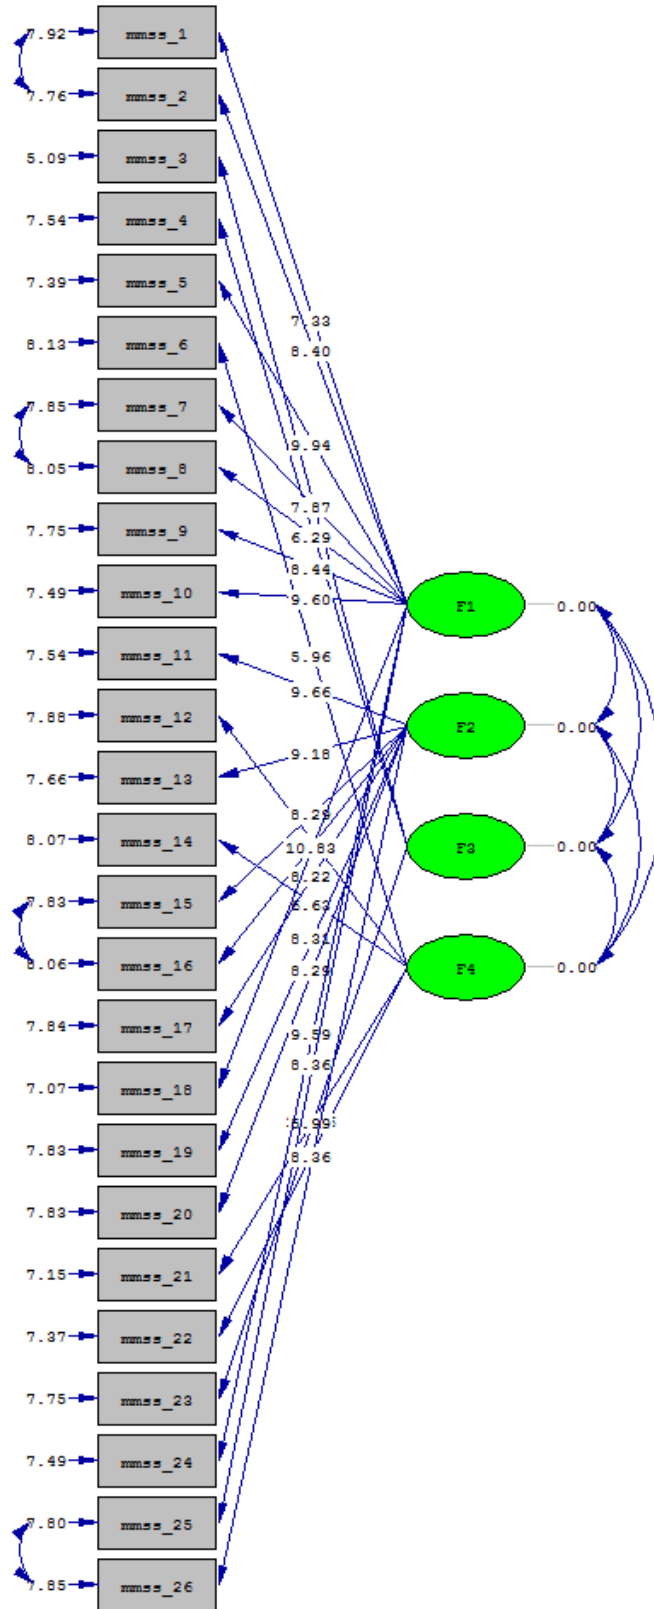 7.92 mmss_1
7.76 mmss_2
5.09 mmss_3
7.54 mmss_4
7.39 mmss_5
8.13 mmss_6
7.85 mmss_7
8.05 mmss_8
7.75 mmss_9
7.49 mmss_10
7.54 mmss_11
7.88 mmss_12
7.66 mmss_13
8.07 mmss_14
7.83 mmss_15
8.06 mmss_16
7.84 mmss_17
7.07 mmss_18
7.83 mmss_19
7.83 mmss_20
7.15 mmss_21
7.37 mmss_22
7.75 mmss_23
7.49 mmss_24
7.80 mmss_25
7.85 mmss_26
7.33
8.40
9.94
7.87
6.29
8.44
9.60
5.96
9.66
9.18
8.29
10.83
8.22
8.31
8.29
9.59
8.36
8.36
F1 0.00
F2 0.00
F3 0.00
F4 0.00